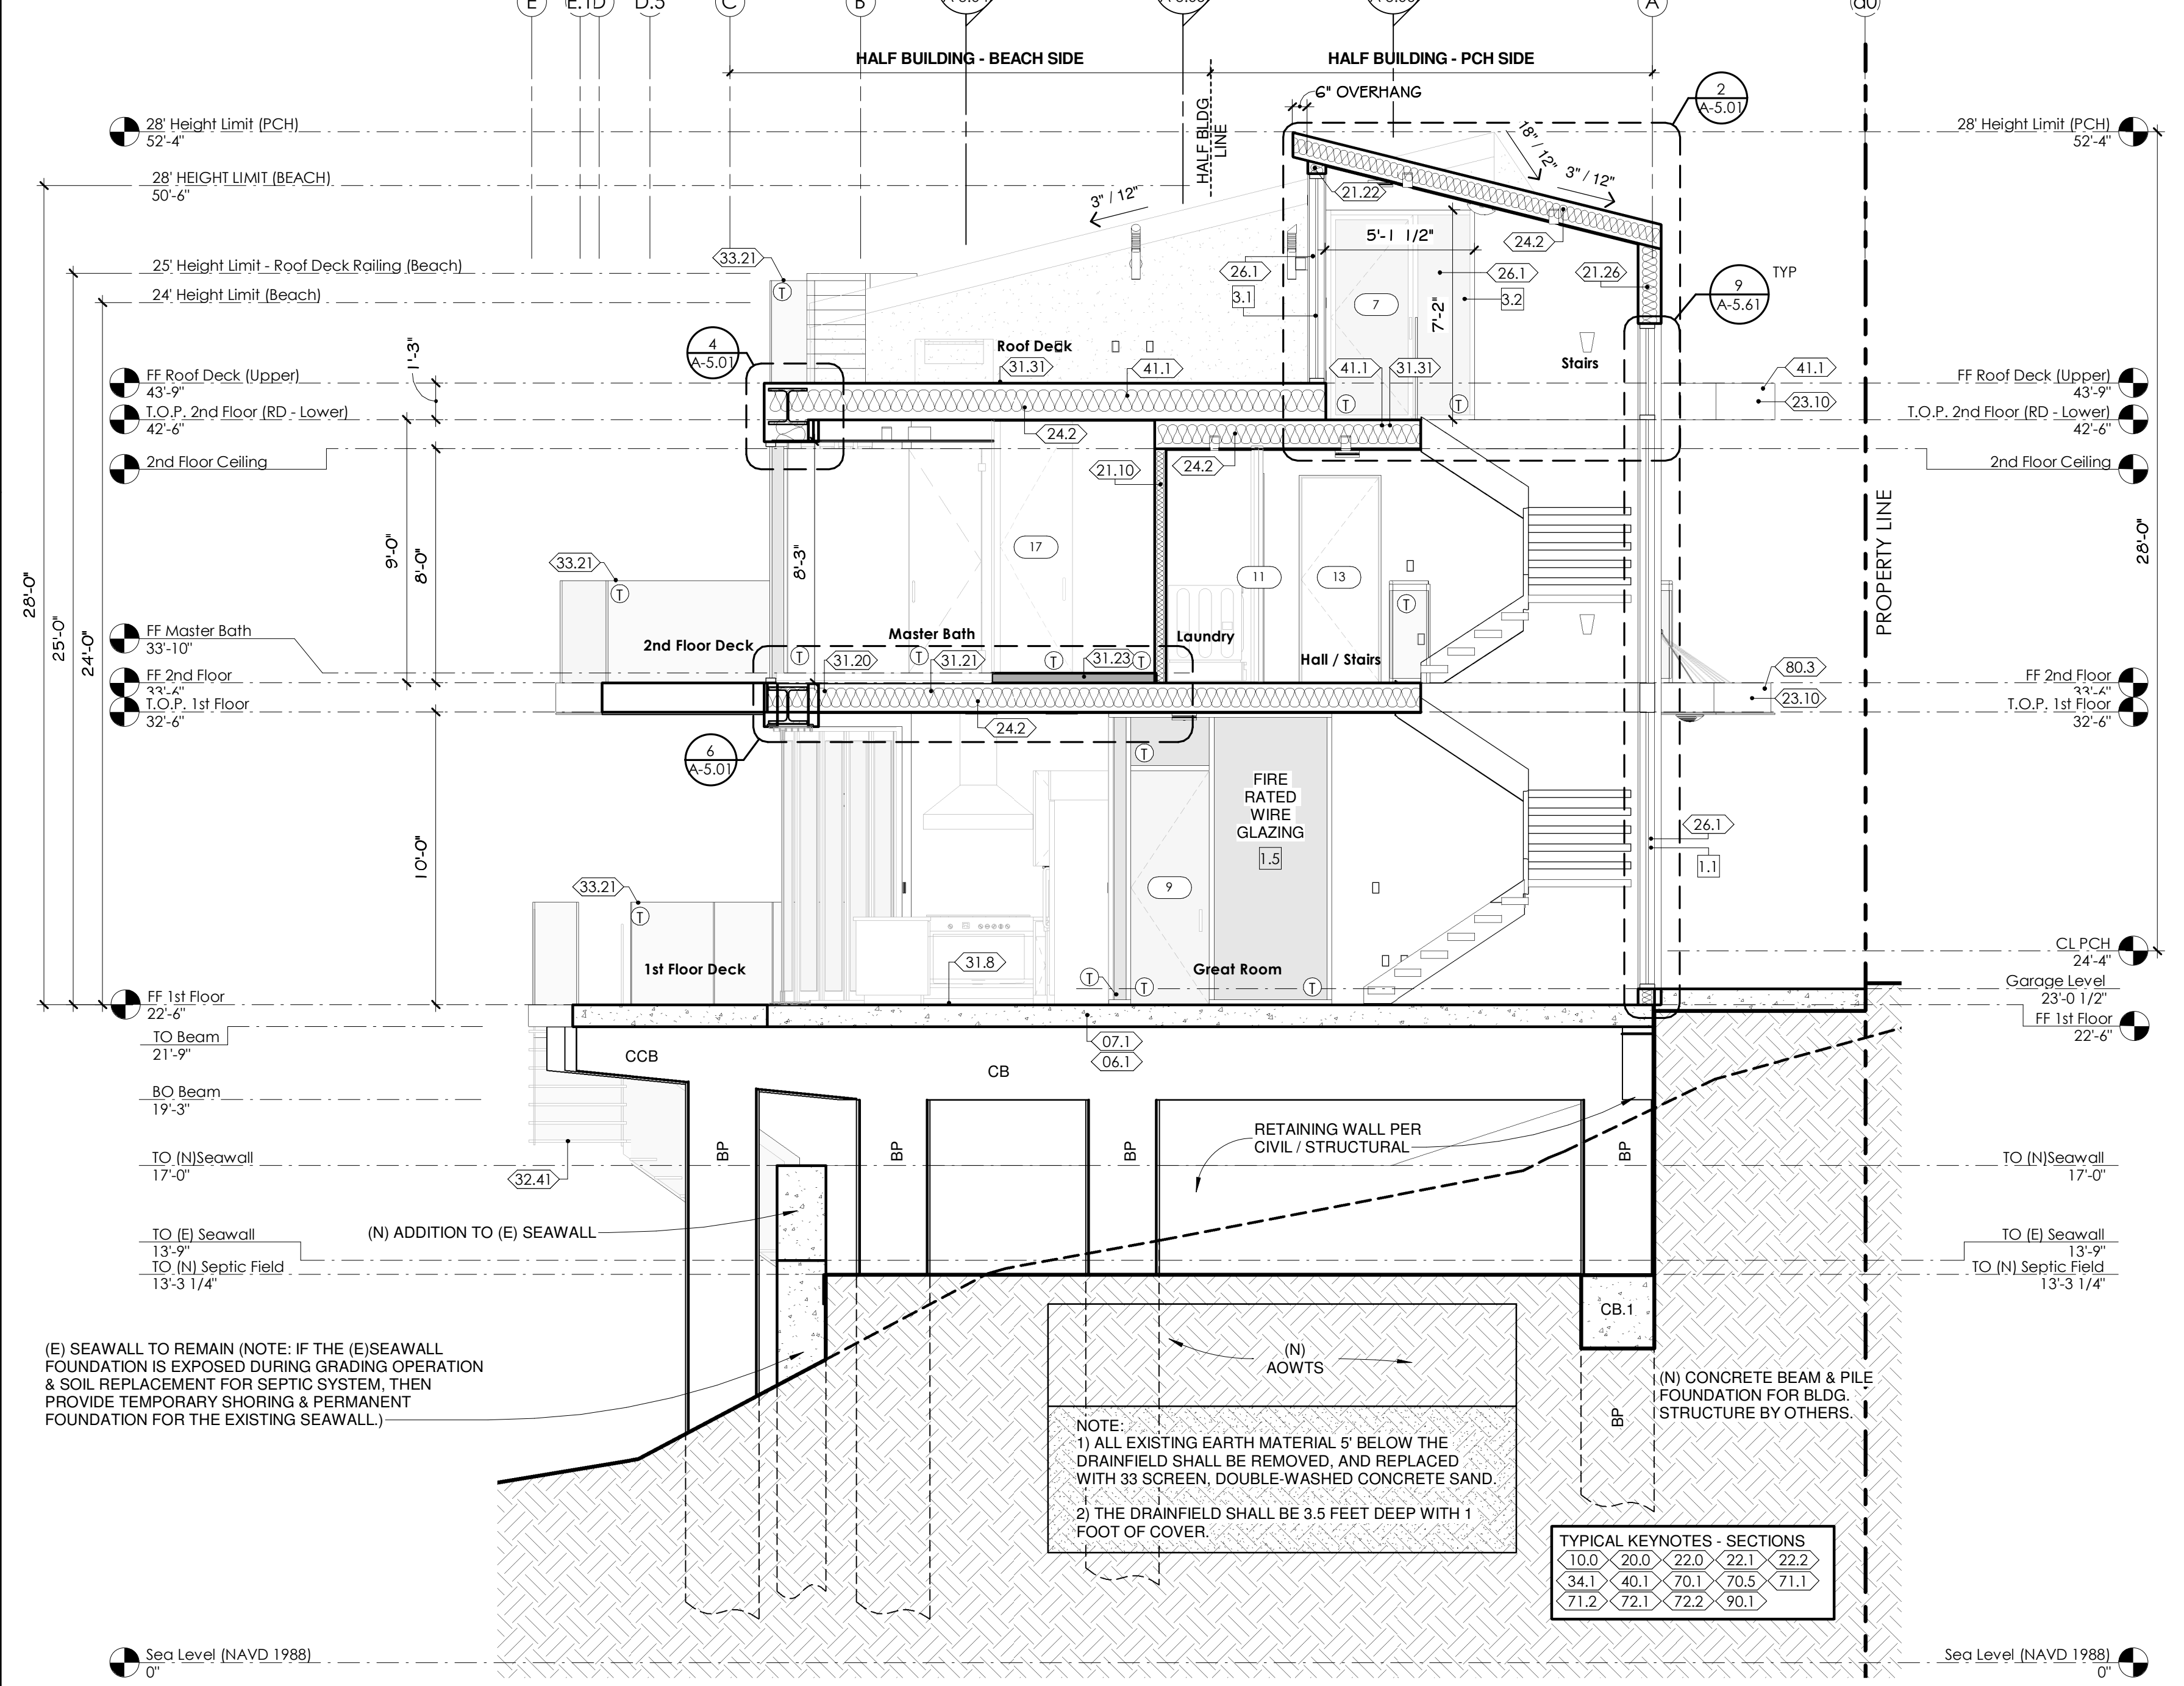 E
E.1
D
D.5
C
B
A
HALF BUILDING - BEACH SIDE
HALF BUILDING - PCH SIDE
HALF BLDG
LINE
6" OVERHANG
2
A-5.01
28' Height Limit (PCH)
52'-4"
28' Height Limit (PCH)
52'-4"
18" / 12"
3" / 12"
28' HEIGHT LIMIT (BEACH)
50'-6"
3" / 12"
21.22
5'-1 1/2"
24.2
33.21
T
25' Height Limit - Roof Deck Railing (Beach)
24' Height Limit (Beach)
26.1
3.1
7
26.1
3.2
7'-2"
21.26
9
A-5.61
TYP
4
A-5.01
1'-3"
Roof Deck
31.31
41.1
41.1
31.31
Stairs
41.1
23.10
T
T
FF Roof Deck (Upper)
43'-9"
T.O.P. 2nd Floor (RD - Lower)
42'-6"
2nd Floor Ceiling
FF Roof Deck (Upper)
43'-9"
T.O.P. 2nd Floor (RD - Lower)
42'-6"
2nd Floor Ceiling
24.2
21.10
24.2
PROPERTY LINE
28'-0"
28'-0"
25'-0"
24'-0"
9'-0"
8'-0"
8'-3"
33.21
T
17
11
13
T
2nd Floor Deck
Master Bath
Laundry
Hall / Stairs
T
31.20
T
31.21
T
31.23
T
FF Master Bath
33'-10"
FF 2nd Floor
33'-6"
T.O.P. 1st Floor
32'-6"
80.3
23.10
FF 2nd Floor
33'-6"
T.O.P. 1st Floor
32'-6"
24.2
6
A-5.01
T
FIRE
RATED
WIRE
GLAZING
1.5
10'-0"
26.1
1.1
9
33.21
T
1st Floor Deck
31.8
Great Room
T
T
T
CL PCH
24'-4"
Garage Level
23'-0 1/2"
FF 1st Floor
22'-6"
FF 1st Floor
22'-6"
TO Beam
21'-9"
BO Beam
19'-3"
CCB
CB
07.1
06.1
RETAINING WALL PER
CIVIL / STRUCTURAL
BP
BP
BP
BP
TO (N)Seawall
17'-0"
TO (N)Seawall
17'-0"
32.41
(N) ADDITION TO (E) SEAWALL
TO (E) Seawall
13'-9"
TO (N) Septic Field
13'-3 1/4"
TO (E) Seawall
13'-9"
TO (N) Septic Field
13'-3 1/4"
CB.1
(E) SEAWALL TO REMAIN (NOTE: IF THE (E)SEAWALL
FOUNDATION IS EXPOSED DURING GRADING OPERATION
& SOIL REPLACEMENT FOR SEPTIC SYSTEM, THEN
PROVIDE TEMPORARY SHORING & PERMANENT
FOUNDATION FOR THE EXISTING SEAWALL.)
(N)
AOWTS
BP
(N) CONCRETE BEAM & PILE
FOUNDATION FOR BLDG.
STRUCTURE BY OTHERS.
NOTE:
1) ALL EXISTING EARTH MATERIAL 5' BELOW THE
DRAINFIELD SHALL BE REMOVED, AND REPLACED
WITH 33 SCREEN, DOUBLE-WASHED CONCRETE SAND.
2) THE DRAINFIELD SHALL BE 3.5 FEET DEEP WITH 1
FOOT OF COVER.
TYPICAL KEYNOTES - SECTIONS
10.0 20.0 22.0 22.1 22.2
34.1 40.1 70.1 70.5 71.1
71.2 72.1 72.2 90.1
Sea Level (NAVD 1988)
0"
Sea Level (NAVD 1988)
0"